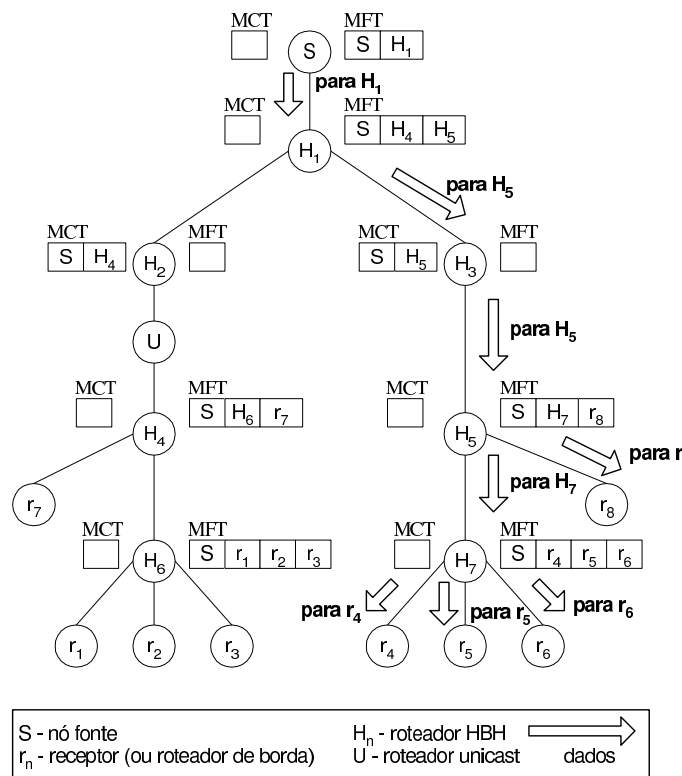 MCT MFT
S S H1
para H1
MCT MFT
S H4 H5
H1
para H5
MCT MFT MCT MFT
S H4 H2 S H5 H3
para H5
U
MCT MFT MCT MFT
S H6 r7 S H7 r8
H4 H5
para r
para H7
r7 r8
MCT MFT MCT MFT
H6 S r1 r2 r3 H7 S r4 r5 r6
para r4 para r5 para r6
r1 r2 r3 r4 r5 r6
S - nó fonte Hn - roteador HBH
rn - receptor (ou roteador de borda) U - roteador unicast dados